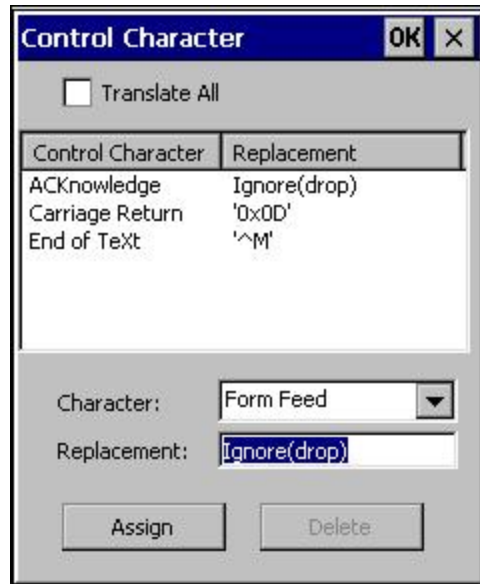 Control Character OK ×
Translate All
Control Character Replacement
ACKnowledge Ignore(drop)
Carriage Return '0x0D'
End of TeXt '^M'
Character: Form Feed
Replacement: Ignore(drop)
Assign Delete